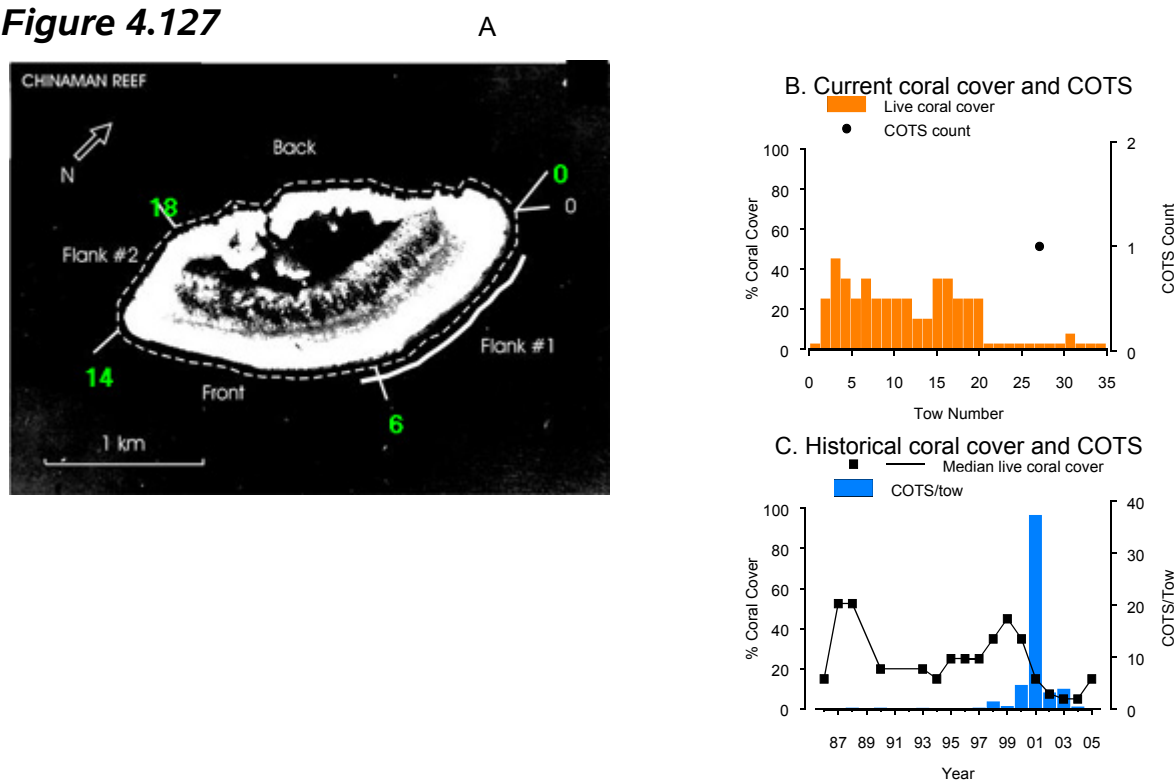 Figure 4.127
A
CHINAMAN REEF
N
Back
0
0
18
Flank #2
Flank #1
14
Front
6
1 km
B. Current coral cover and COTS
Live coral cover
COTS count
100
80
60
40
20
0
% Coral Cover
2
1
0
COTS Count
0 5 10 15 20 25 30 35
Tow Number
C. Historical coral cover and COTS
Median live coral cover
COTS/tow
100
80
60
40
20
0
% Coral Cover
40
30
20
10
0
COTS/Tow
87 89 91 93 95 97 99 01 03 05
Year